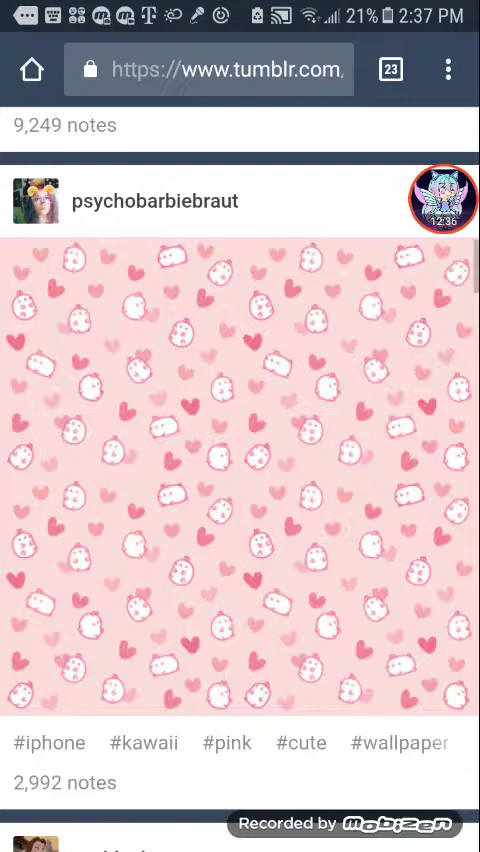 21% 2:37 PM
https://www.tumblr.com,
23
9,249 notes
psychobarbiebraut
12:36
#iphone #kawaii #pink #cute #wallpaper
2,992 notes
Recorded by mobizen